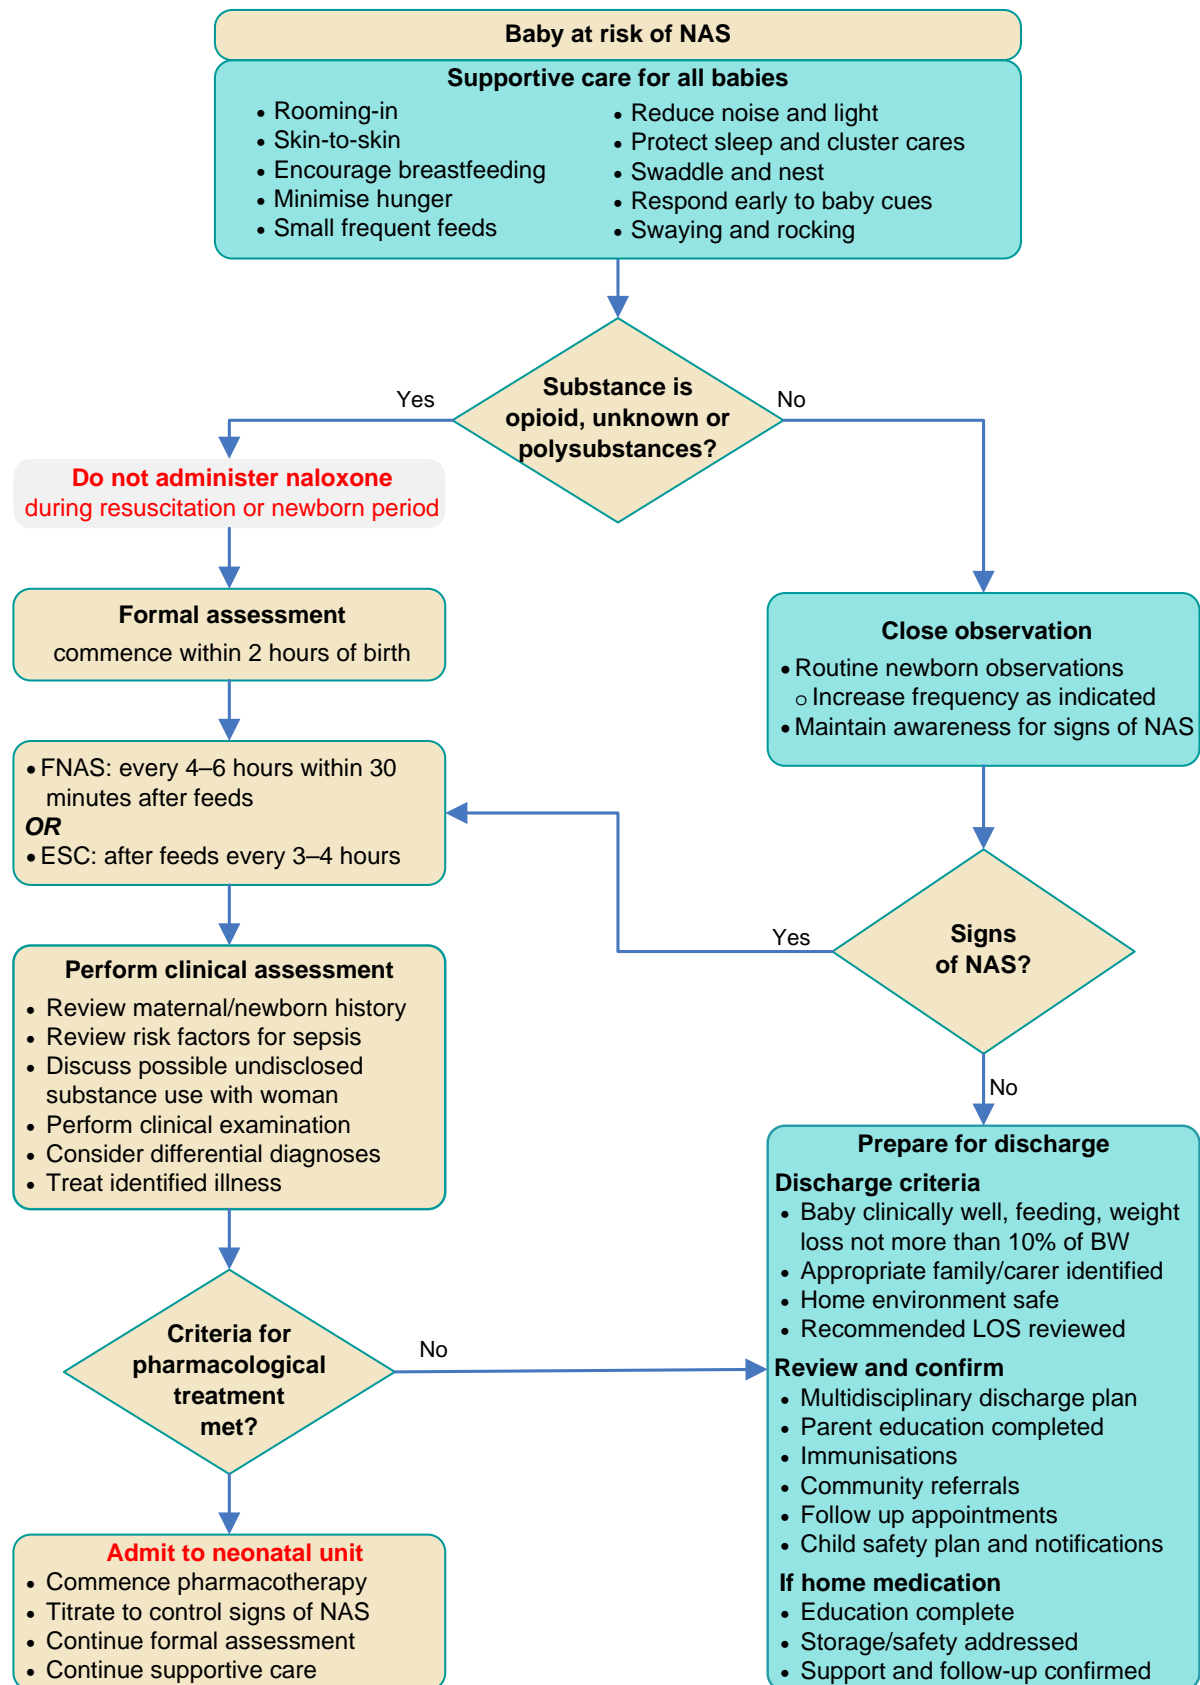 Baby at risk of NAS
Supportive care for all babies
• Rooming-in
• Skin-to-skin
• Encourage breastfeeding
• Minimise hunger
• Small frequent feeds
• Reduce noise and light
• Protect sleep and cluster cares
• Swaddle and nest
• Respond early to baby cues
• Swaying and rocking
Substance is
opioid, unknown or
polysubstances?
Yes
No
Do not administer naloxone
during resuscitation or newborn period
Formal assessment
commence within 2 hours of birth
• FNAS: every 4–6 hours within 30
minutes after feeds
OR
• ESC: after feeds every 3–4 hours
Close observation
• Routine newborn observations
o Increase frequency as indicated
• Maintain awareness for signs of NAS
Signs
of NAS?
Yes
No
Perform clinical assessment
• Review maternal/newborn history
• Review risk factors for sepsis
• Discuss possible undisclosed
substance use with woman
• Perform clinical examination
• Consider differential diagnoses
• Treat identified illness
Criteria for
pharmacological
treatment
met?
No
Admit to neonatal unit
• Commence pharmacotherapy
• Titrate to control signs of NAS
• Continue formal assessment
• Continue supportive care
Prepare for discharge
Discharge criteria
• Baby clinically well, feeding, weight
loss not more than 10% of BW
• Appropriate family/carer identified
• Home environment safe
• Recommended LOS reviewed
Review and confirm
• Multidisciplinary discharge plan
• Parent education completed
• Immunisations
• Community referrals
• Follow up appointments
• Child safety plan and notifications
If home medication
• Education complete
• Storage/safety addressed
• Support and follow-up confirmed